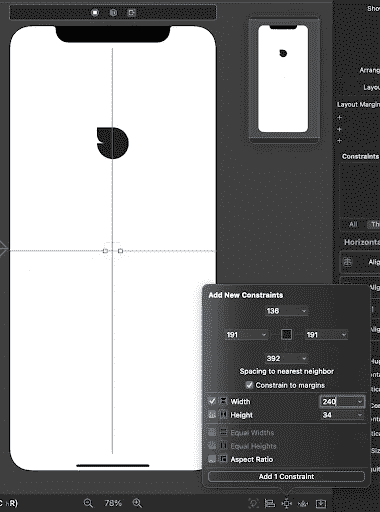 Show
Arrang
Layou
Layout Margin
+
+
+
Constraints
All Th
Horizonta
Alig
Add New Constraints
136
191 191
392
Spacing to nearest neighbor
Constrain to margins
Width 240
Height 34
Equal Widths
Equal Heights
Aspect Ratio
Add 1 Constraint
C ›R) 78%